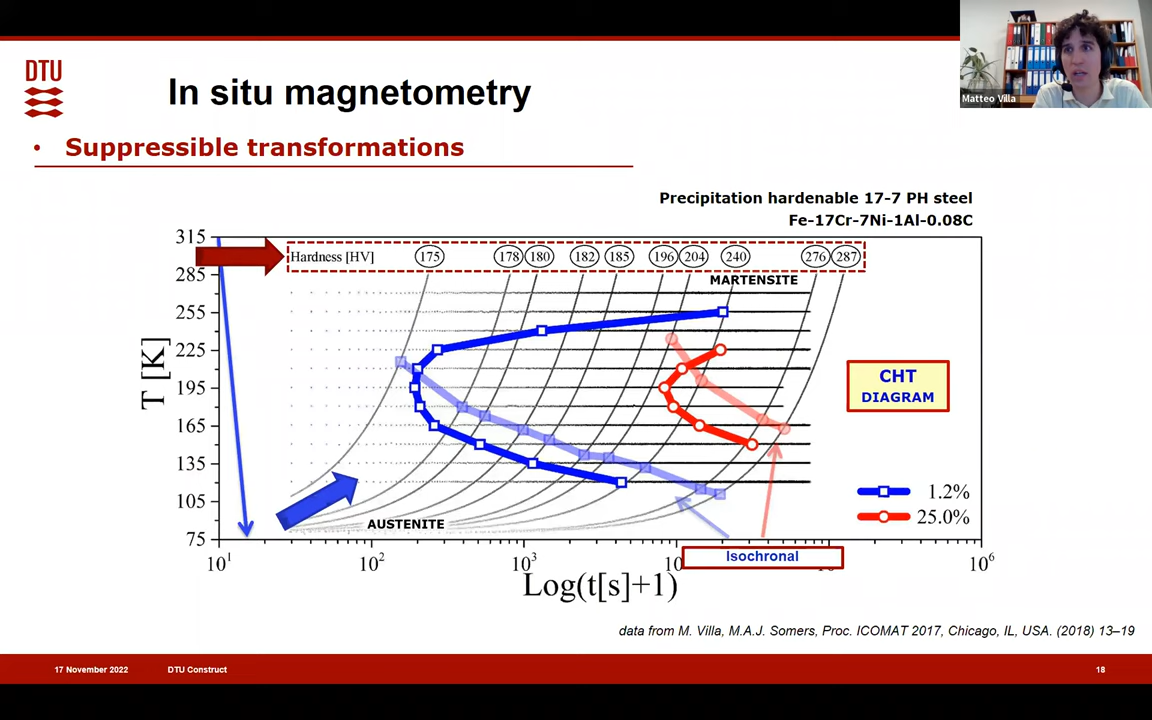 Matteo Villa
DTU
In situ magnetometry
• Suppressible transformations
Precipitation hardenable 17-7 PH steel
Fe-17Cr-7Ni-1Al-0.08C
Hardness [HV] 175 178 180 182 185 196 204 240 276 287
MARTENSITE
315
285
255
225
195
165
135
105
75
T [K]
CHT
DIAGRAM
AUSTENITE
1.2%
25.0%
Isochronal
10¹ 10² 10³ 10⁶
Log(t[s]+1)
data from M. Villa, M.A.J. Somers, Proc. ICOMAT 2017, Chicago, IL, USA. (2018) 13–19
17 November 2022 DTU Construct 18